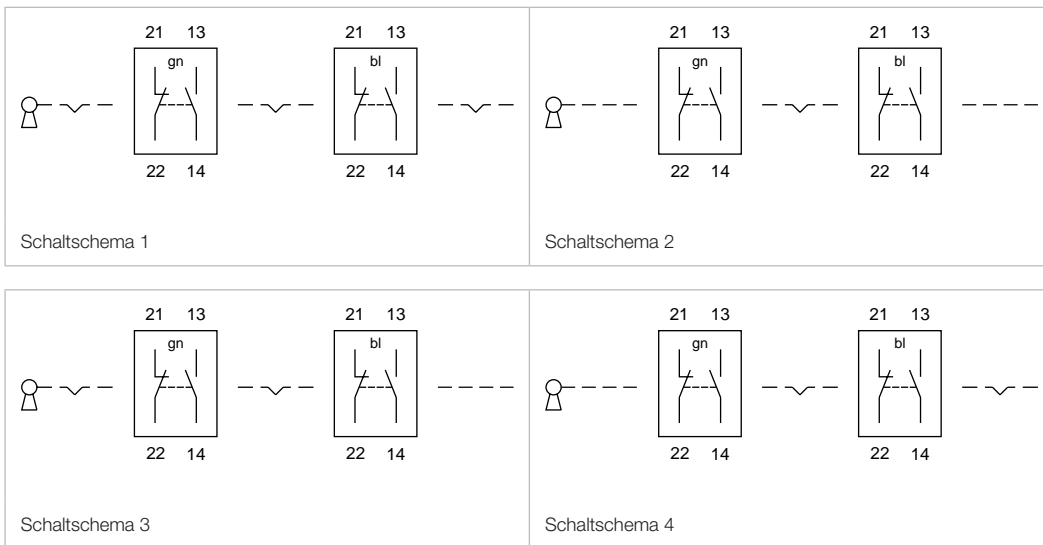 21 13 21 13
gn bl
22 14 22 14
Schaltschema 1
21 13 21 13
gn bl
22 14 22 14
Schaltschema 2
21 13 21 13
gn bl
22 14 22 14
Schaltschema 3
21 13 21 13
gn bl
22 14 22 14
Schaltschema 4